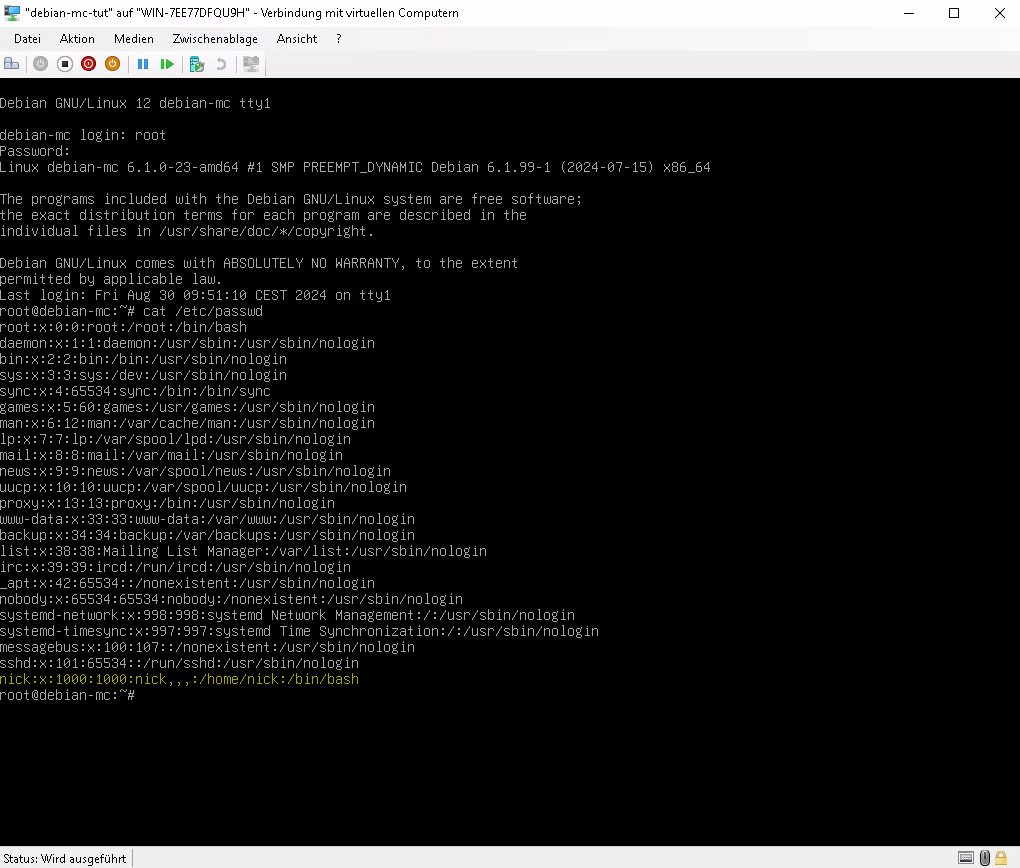 "debian-mc-tut" auf "WIN-7EE77DFQU9H" - Verbindung mit virtuellen Computern
Datei Aktion Medien Zwischenablage Ansicht ?
Debian GNU/Linux 12 debian-mc tty1
debian-mc login: root
Password:
Linux debian-mc 6.1.0-23-amd64 #1 SMP PREEMPT_DYNAMIC Debian 6.1.99-1 (2024-07-15) x86_64
The programs included with the Debian GNU/Linux system are free software;
the exact distribution terms for each program are described in the
individual files in /usr/share/doc/*/copyright.
Debian GNU/Linux comes with ABSOLUTELY NO WARRANTY, to the extent
permitted by applicable law.
Last login: Fri Aug 30 09:51:10 CEST 2024 on tty1
root@debian-mc:~# cat /etc/passwd
root:x:0:0:root:/root:/bin/bash
daemon:x:1:1:daemon:/usr/sbin:/usr/sbin/nologin
bin:x:2:2:bin:/bin:/usr/sbin/nologin
sys:x:3:3:sys:/dev:/usr/sbin/nologin
sync:x:4:65534:sync:/bin:/bin/sync
games:x:5:60:games:/usr/games:/usr/sbin/nologin
man:x:6:12:man:/var/cache/man:/usr/sbin/nologin
lp:x:7:7:lp:/var/spool/lpd:/usr/sbin/nologin
mail:x:8:8:mail:/var/mail:/usr/sbin/nologin
news:x:9:9:news:/var/spool/news:/usr/sbin/nologin
uucp:x:10:10:uucp:/var/spool/uucp:/usr/sbin/nologin
proxy:x:13:13:proxy:/bin:/usr/sbin/nologin
www-data:x:33:33:www-data:/var/www:/usr/sbin/nologin
backup:x:34:34:backup:/var/backups:/usr/sbin/nologin
list:x:38:38:Mailing List Manager:/var/list:/usr/sbin/nologin
irc:x:39:39:ircd:/run/ircd:/usr/sbin/nologin
_apt:x:42:65534::/nonexistent:/usr/sbin/nologin
nobody:x:65534:65534:nobody:/nonexistent:/usr/sbin/nologin
systemd-network:x:998:998:systemd Network Management:/:/usr/sbin/nologin
systemd-timesync:x:997:997:systemd Time Synchronization:/:/usr/sbin/nologin
messagebus:x:100:107::/nonexistent:/usr/sbin/nologin
sshd:x:101:65534::/run/sshd:/usr/sbin/nologin
nick:x:1000:1000:nick,,,:/home/nick:/bin/bash
root@debian-mc:~#
Status: Wird ausgeführt